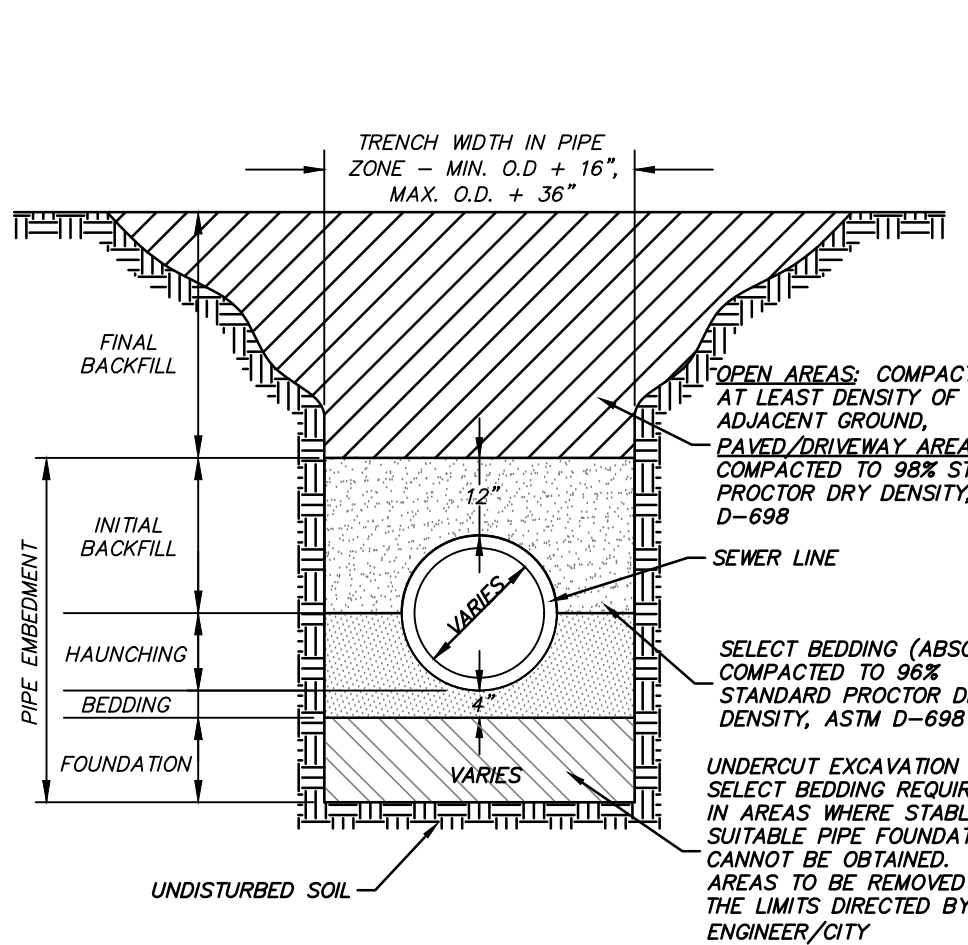 TRENCH WIDTH IN PIPE
ZONE – MIN. O.D + 16",
MAX. O.D. + 36"
FINAL
BACKFILL
OPEN AREAS: COMPACT
AT LEAST DENSITY OF
ADJACENT GROUND,
PAVED/DRIVEWAY AREA
COMPACTED TO 98% ST
PROCTOR DRY DENSITY,
D–698
12"
INITIAL
BACKFILL
PIPE EMBEDMENT
VARIES
SEWER LINE
HAUNCHING
BEDDING
4"
SELECT BEDDING (ABSC
COMPACTED TO 96%
STANDARD PROCTOR D
DENSITY, ASTM D–698
FOUNDATION
VARIES
UNDERCUT EXCAVATION
SELECT BEDDING REQUIR
IN AREAS WHERE STABL
SUITABLE PIPE FOUNDAT
CANNOT BE OBTAINED.
AREAS TO BE REMOVED
THE LIMITS DIRECTED BY
ENGINEER/CITY
UNDISTURBED SOIL